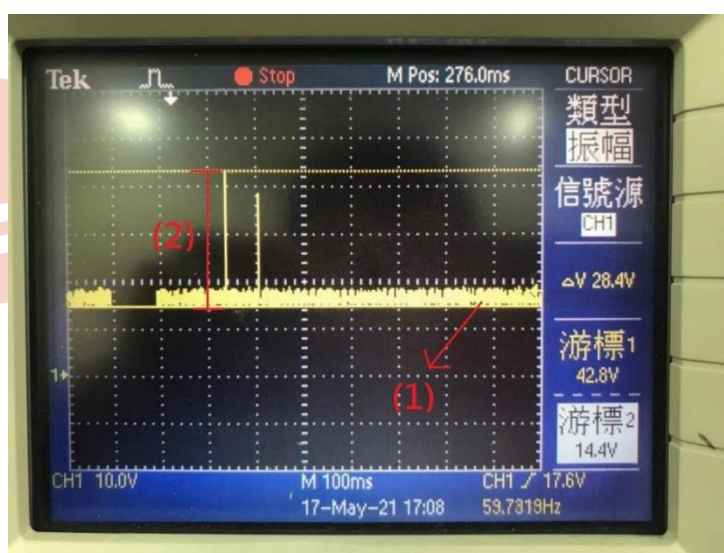 Tek Stop M Pos: 276.0ms CURSOR
類型
振幅
信號源
CH1
(2)
△V 28.4V
游標1
42.8V
1
(1)
游標2
14.4V
CH1 10.0V M 100ms CH1 / 17.6V
17-May-21 17:08 59.7319Hz